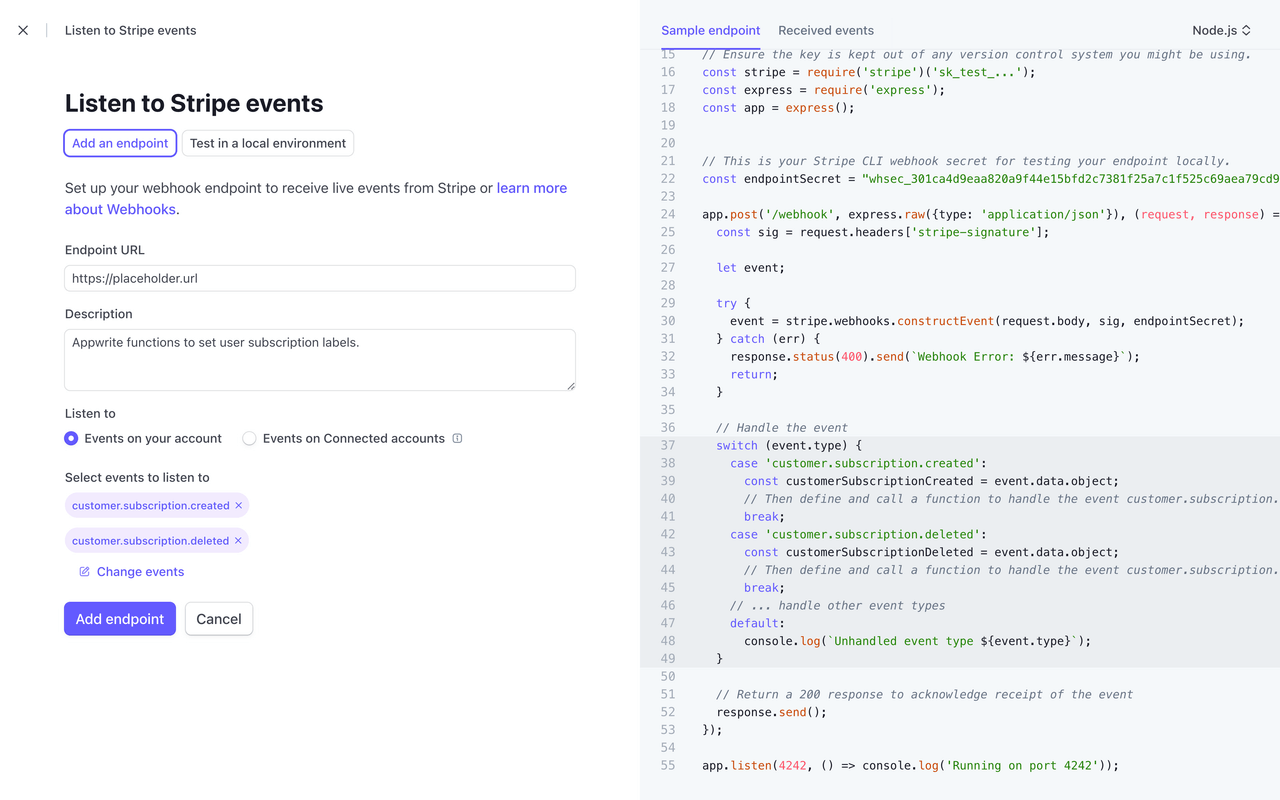 Listen to Stripe events
Listen to Stripe events
Add an endpoint
Test in a local environment
Set up your webhook endpoint to receive live events from Stripe or learn more
about Webhooks.
Endpoint URL
https://placeholder.url
Description
Appwrite functions to set user subscription labels.
Listen to
Events on your account
Events on Connected accounts
Select events to listen to
customer.subscription.created ×
customer.subscription.deleted ×
Change events
Add endpoint
Cancel
Sample endpoint
Received events
Node.js
15 // Ensure the key is kept out of any version control system you might be using.
16 const stripe = require('stripe')('sk_test_...');
17 const express = require('express');
18 const app = express();
19
20
21 // This is your Stripe CLI webhook secret for testing your endpoint locally.
22 const endpointSecret = "whsec_301ca4d9eaa820a9f44e15bfd2c7381f25a7c1f525c69aea79cd9
23
24 app.post('/webhook', express.raw({type: 'application/json'}), (request, response) =
25 const sig = request.headers['stripe-signature'];
26
27 let event;
28
29 try {
30 event = stripe.webhooks.constructEvent(request.body, sig, endpointSecret);
31 } catch (err) {
32 response.status(400).send(`Webhook Error: ${err.message}`);
33 return;
34 }
35
36 // Handle the event
37 switch (event.type) {
38 case 'customer.subscription.created':
39 const customerSubscriptionCreated = event.data.object;
40 // Then define and call a function to handle the event customer.subscription.
41 break;
42 case 'customer.subscription.deleted':
43 const customerSubscriptionDeleted = event.data.object;
44 // Then define and call a function to handle the event customer.subscription.
45 break;
46 // ... handle other event types
47 default:
48 console.log(`Unhandled event type ${event.type}`);
49 }
50
51 // Return a 200 response to acknowledge receipt of the event
52 response.send();
53 });
54
55 app.listen(4242, () => console.log('Running on port 4242'));